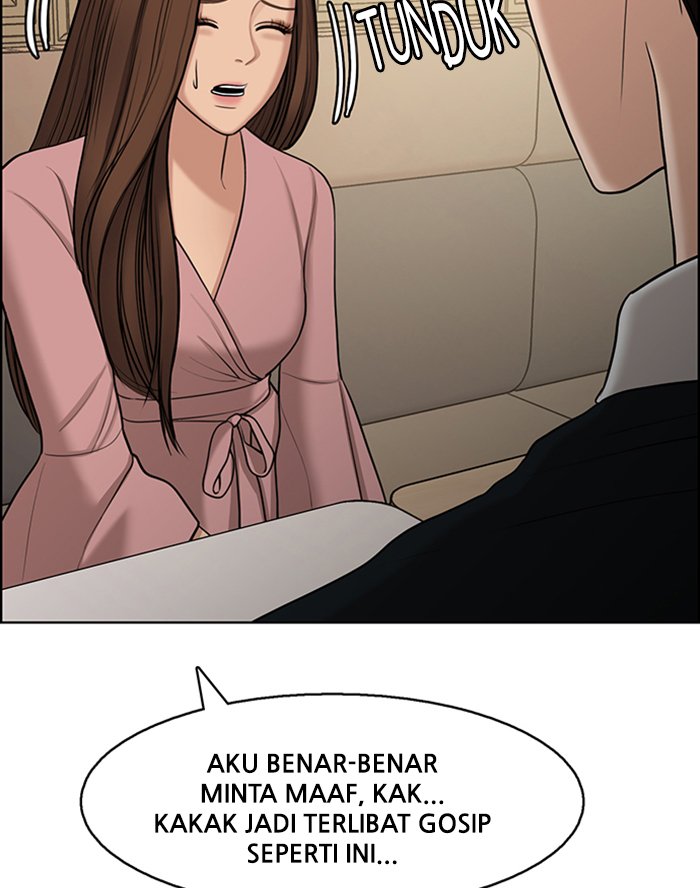 TUNDUK
AKU BENAR-BENAR
MINTA MAAF, KAK...
KAKAK JADI TERLIBAT GOSIP
SEPERTI INI...